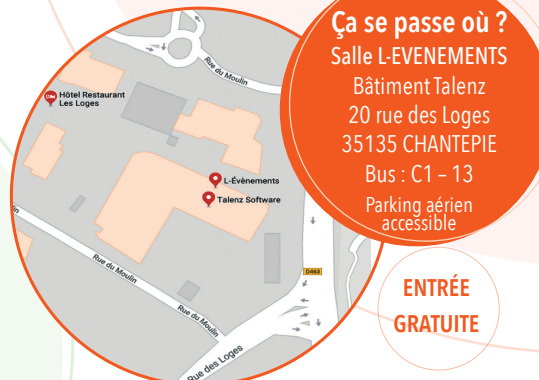 Ça se passe où ?
Salle L-EVENEMENTS
Bâtiment Talenz
20 rue des Loges
35135 CHANTEPIE
Bus : C1 – 13
Parking aérien
accessible
ENTRÉE
GRATUITE
Rue du Moulin
Hôtel Restaurant
Les Loges
L-Évènements
Talenz Software
D463
Rue du Moulin
Rue du Moulin
Rue des Loges